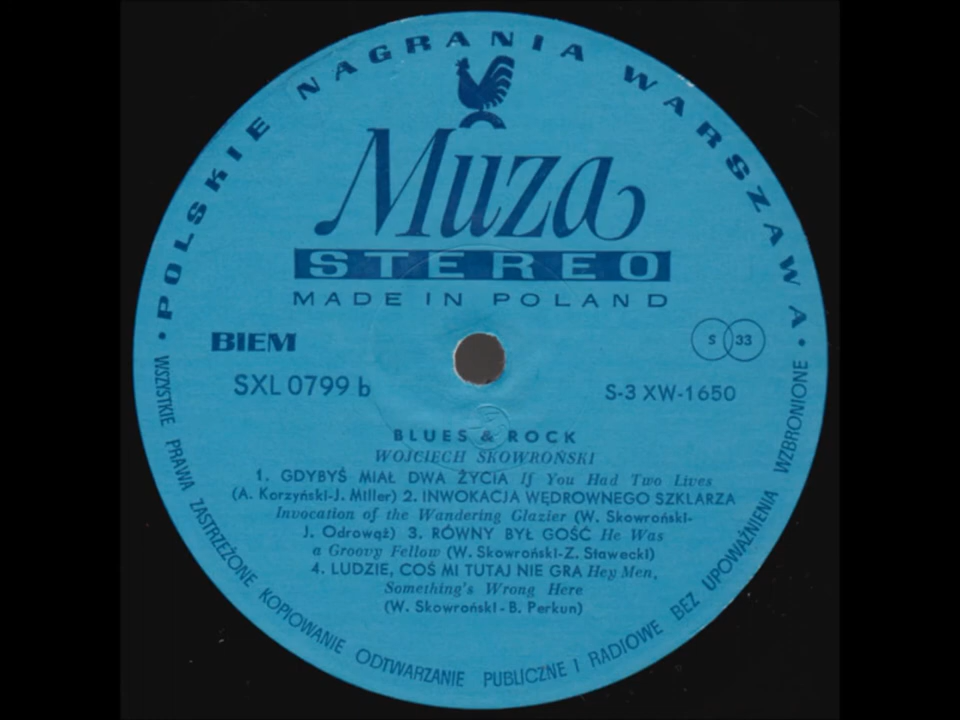 • POLSKIE NAGRANIA WARSZAWA •
Muza
STEREO
MADE IN POLAND
BIEM
S 33
SXL 0799 b
S-3 XW-1650
BLUES & ROCK
WOJCIECH SKOWROŃSKI
1. GDYBYŚ MIAŁ DWA ŻYCIA If You Had Two Lives
(A. Korzyński-J. Miller) 2. INWOKACJA WĘDROWNEGO SZKLARZA
Invocation of the Wandering Glazier (W. Skowroński-
J. Odrowąż) 3. RÓWNY BYŁ GOŚĆ He Was
a Groovy Fellow (W. Skowroński-Z. Stawecki)
4. LUDZIE, COŚ MI TUTAJ NIE GRA Hey Men,
Something's Wrong Here
(W. Skowroński - B. Perkun)
WSZYSTKIE PRAWA ZASTRZEŻONE KOPIOWANIE ODTWARZANIE PUBLICZNE I RADIOWE BEZ UPOWAŻNIENIA WZBRONIONE